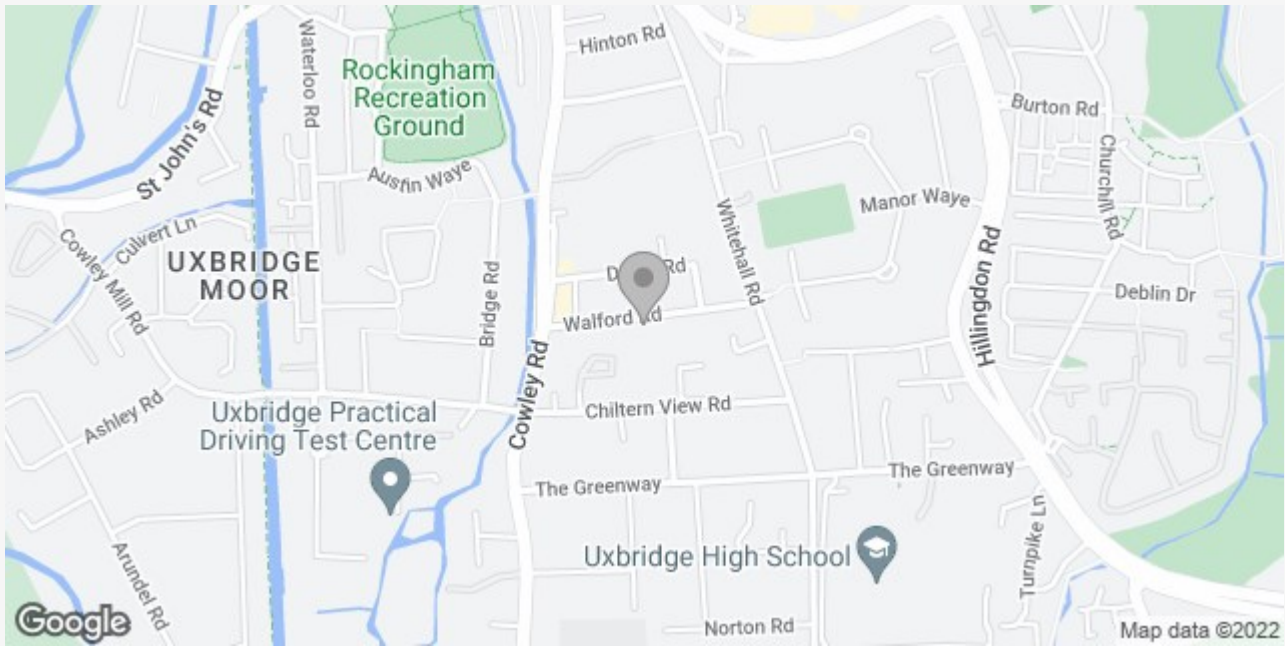 Hinton Rd
Waterloo Rd
Rockingham
Recreation
Ground
Burton Rd
St John's Rd
Austin Waye
Churchill Rd
Whitehall Rd
Manor Waye
Culvert Ln
Cowley Mill Rd
UXBRIDGE
MOOR
Bridge Rd
Rd
Hillingdon Rd
Deblin Dr
Walford Rd
Cowley Rd
Ashley Rd
Uxbridge Practical
Driving Test Centre
Chiltern View Rd
The Greenway
The Greenway
Turnpike Ln
Arundel Rd
Uxbridge High School
Norton Rd
Google
Map data ©2022